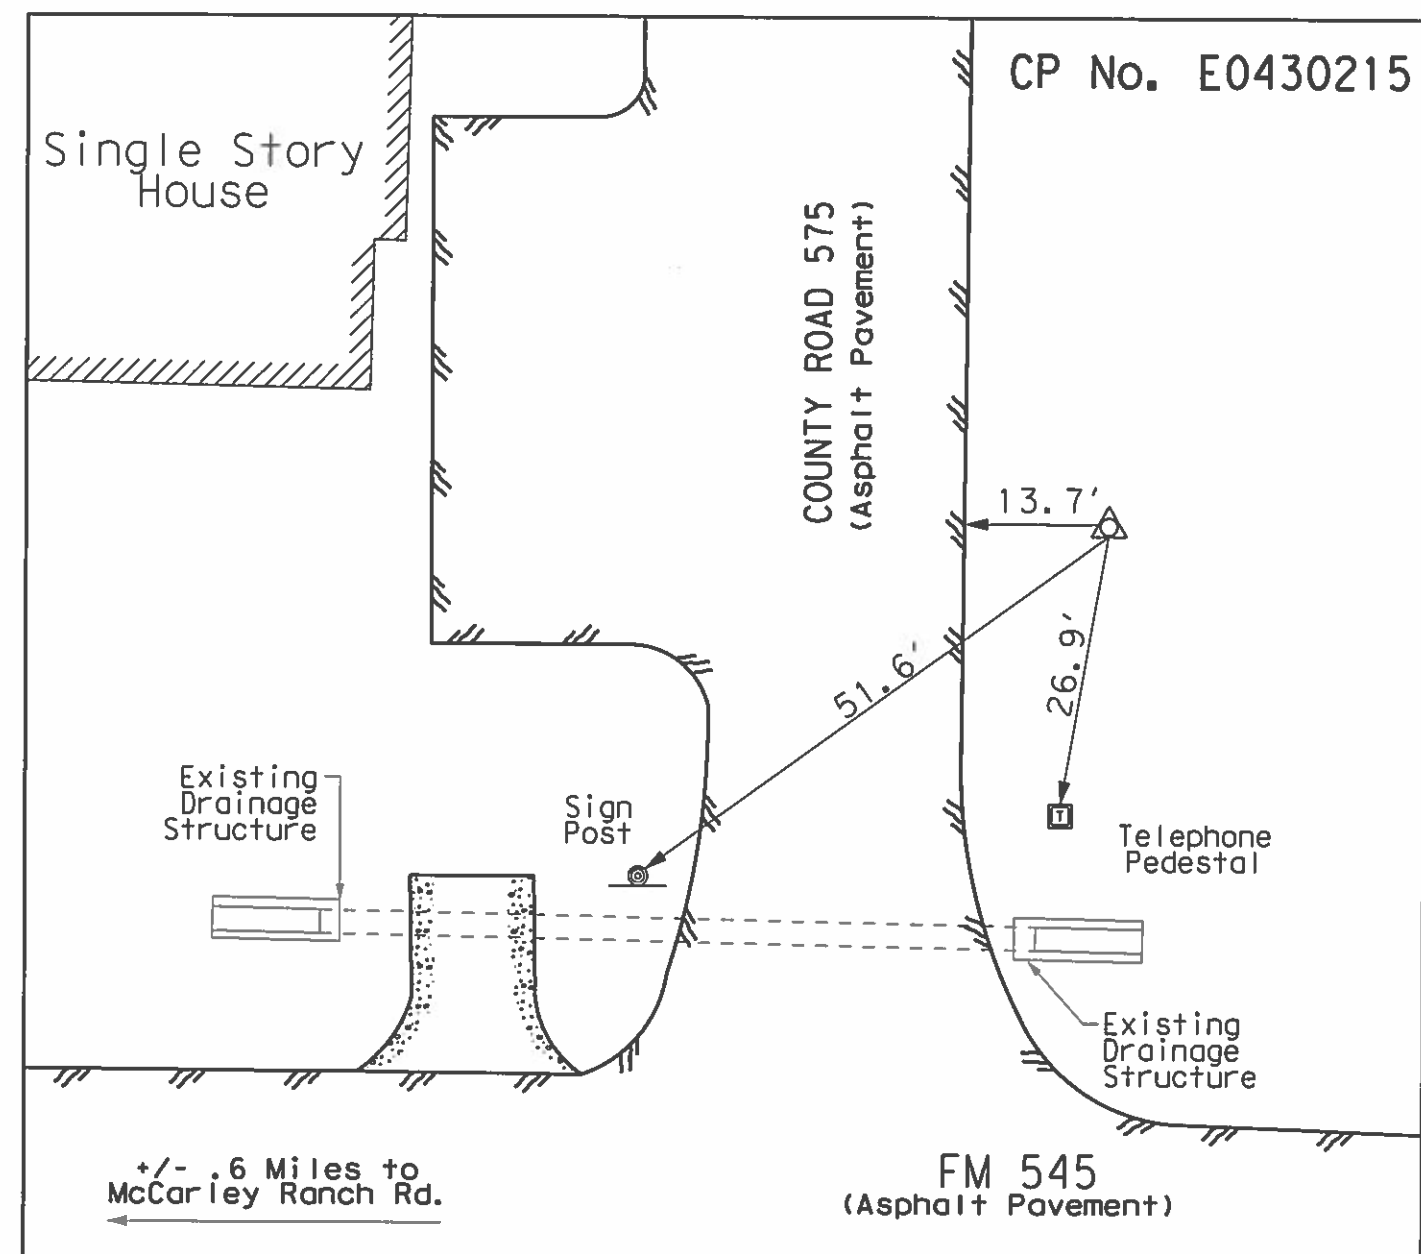 CP No. E0430215
Single Story
House
COUNTY ROAD 575
(Asphalt Pavement)
13.7'
51.6'
26.9'
Existing
Drainage
Structure
Sign
Post
T
Telephone
Pedestal
Existing
Drainage
Structure
+/- .6 Miles to
McCarley Ranch Rd.
FM 545
(Asphalt Pavement)